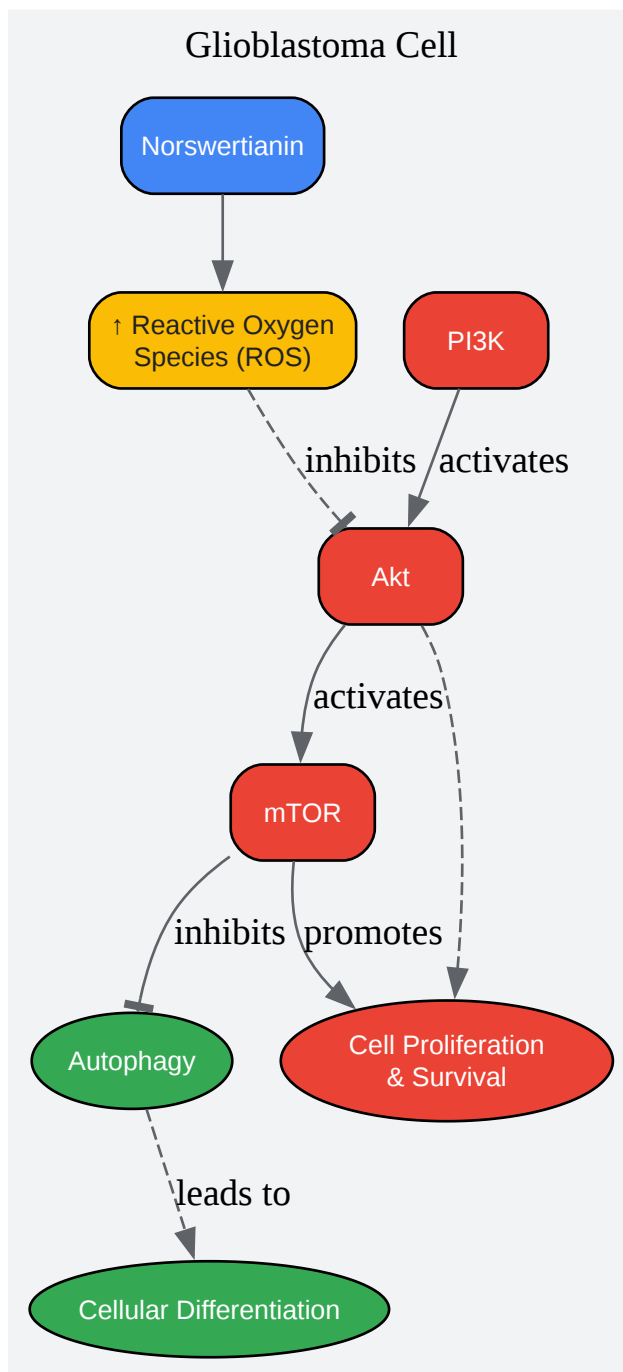 Glioblastoma Cell
Norswertianin
↑ Reactive Oxygen
Species (ROS)
PI3K
inhibits
activates
Akt
activates
mTOR
inhibits
promotes
Autophagy
Cell Proliferation
& Survival
leads to
Cellular Differentiation